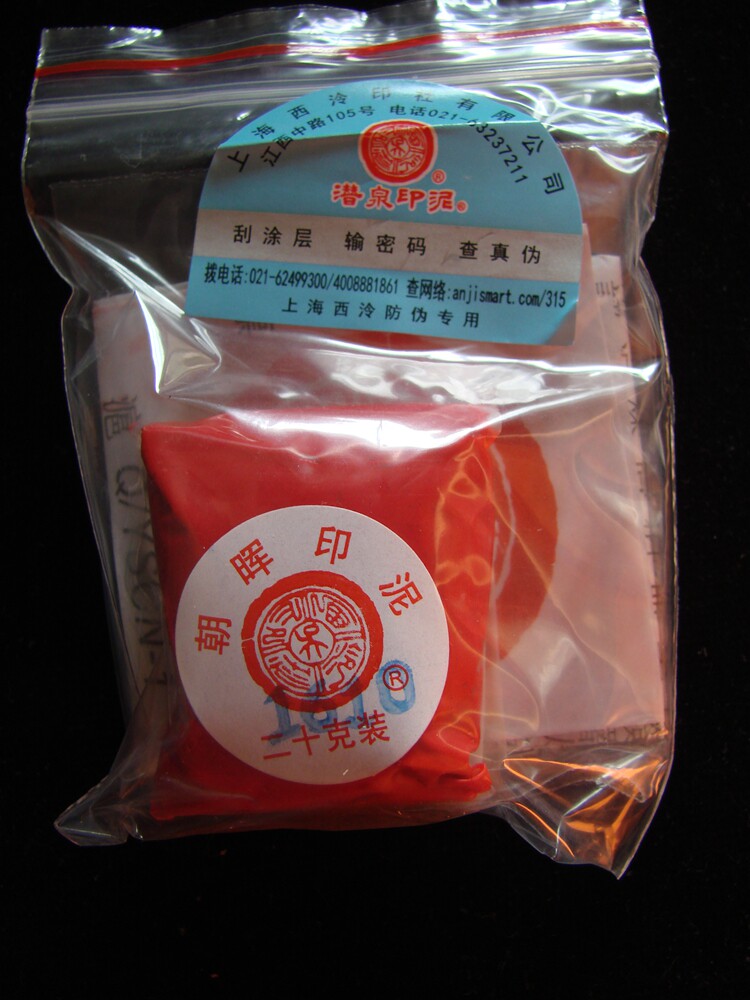 上海西泠印社有限公司
江西中路105号 电话021-63237211
®
潜泉印泥®
刮涂层 输密码 查真伪
拨电话:021-62499300/4008881861 查网络:anjismart.com/315
上海西泠防伪专用
朝晖印泥
®
1610
二十克装